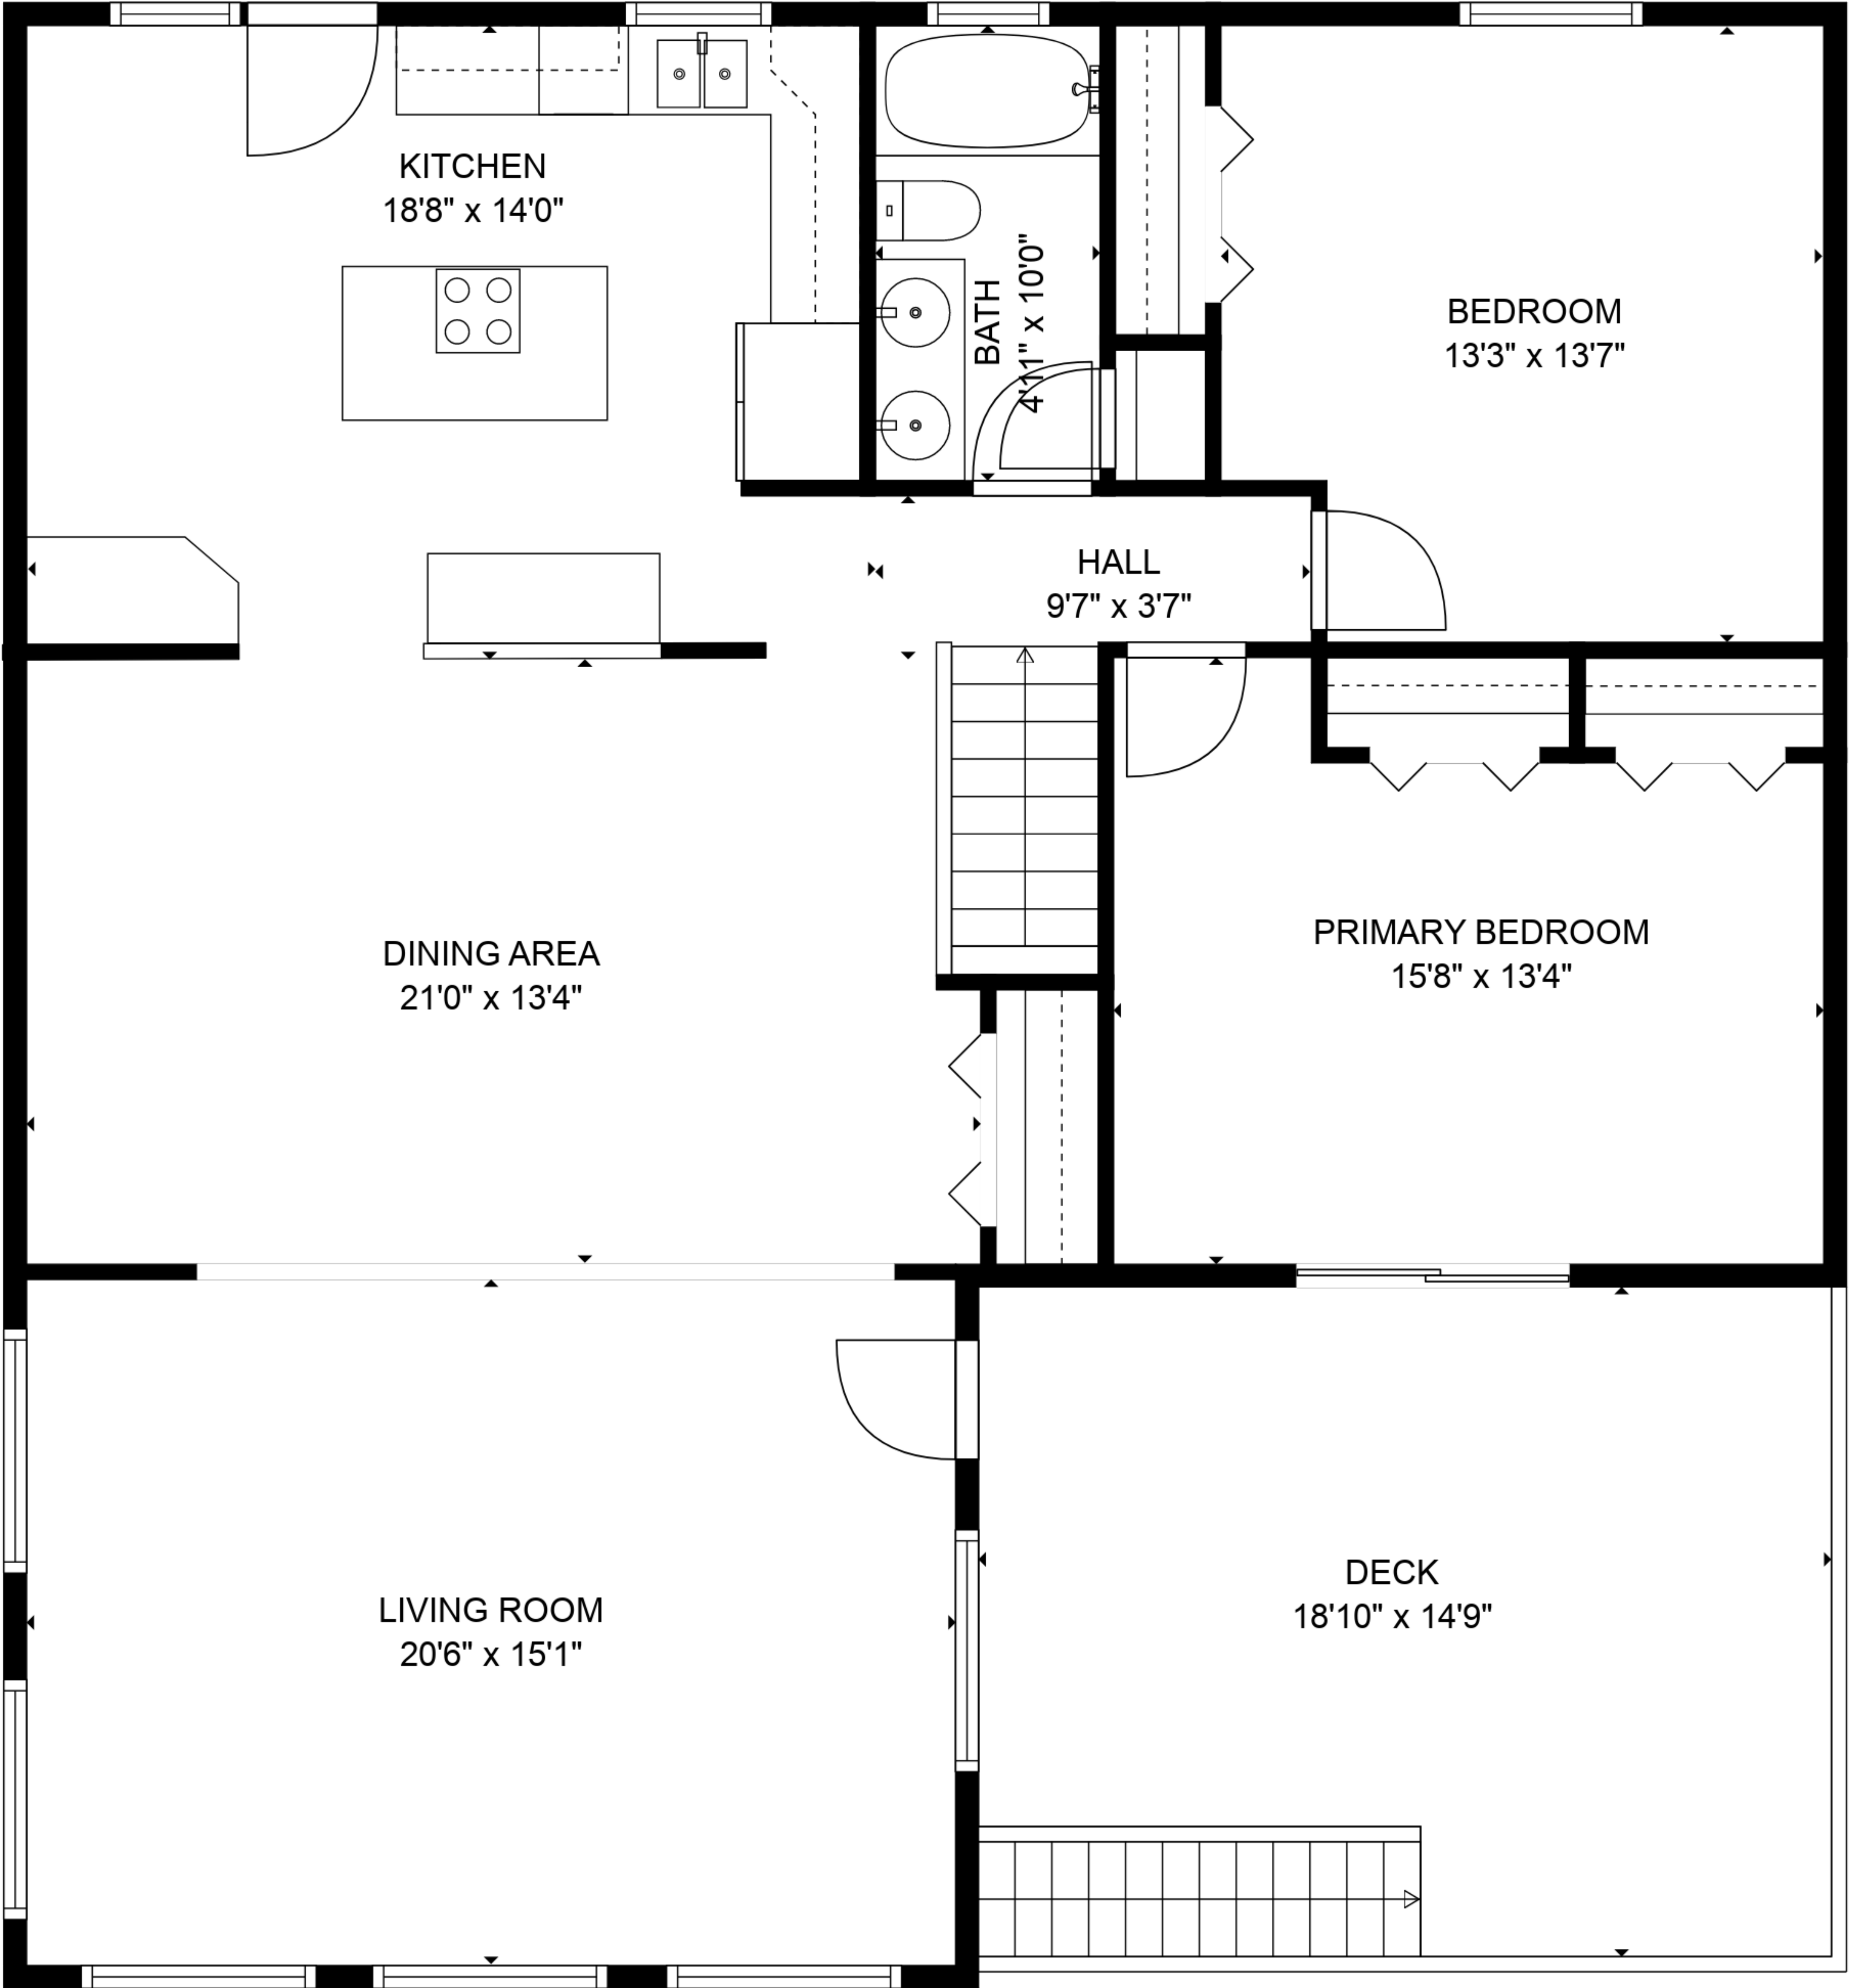 KITCHEN
18'8" x 14'0"
BATH
4'11" x 10'0"
BEDROOM
13'3" x 13'7"
HALL
9'7" x 3'7"
DINING AREA
21'0" x 13'4"
PRIMARY BEDROOM
15'8" x 13'4"
LIVING ROOM
20'6" x 15'1"
DECK
18'10" x 14'9"